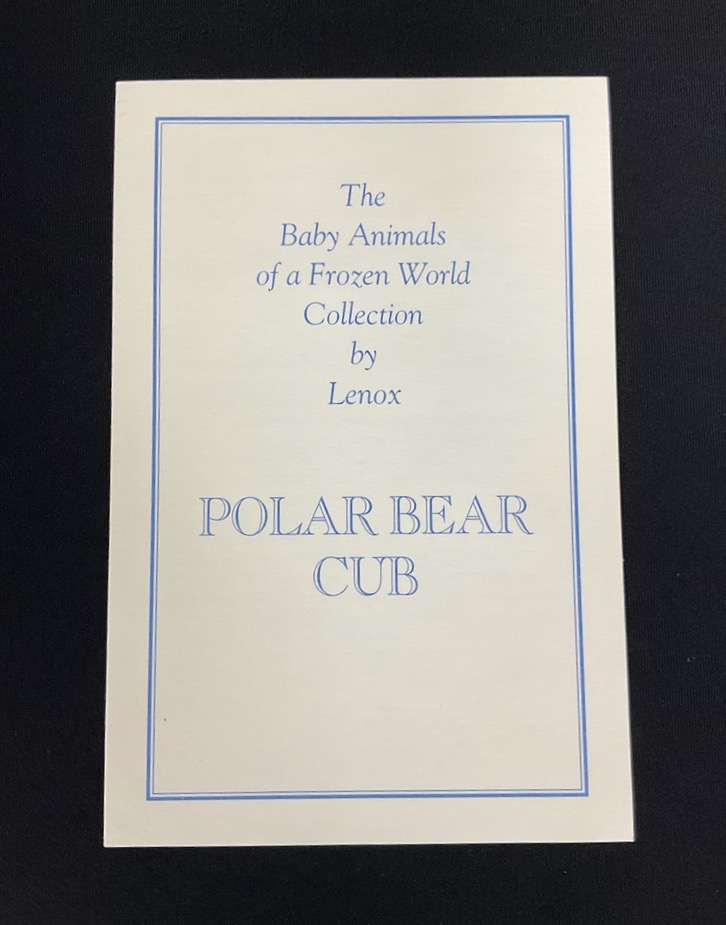 The
Baby Animals
of a Frozen World
Collection
by
Lenox
POLAR BEAR
CUB